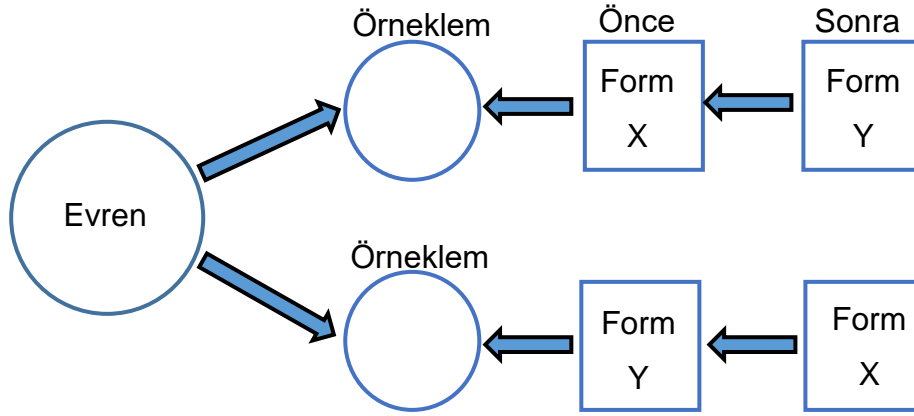 Örneklem
Önce
Sonra
Form
X
Form
Y
Evren
Örneklem
Form
Y
Form
X